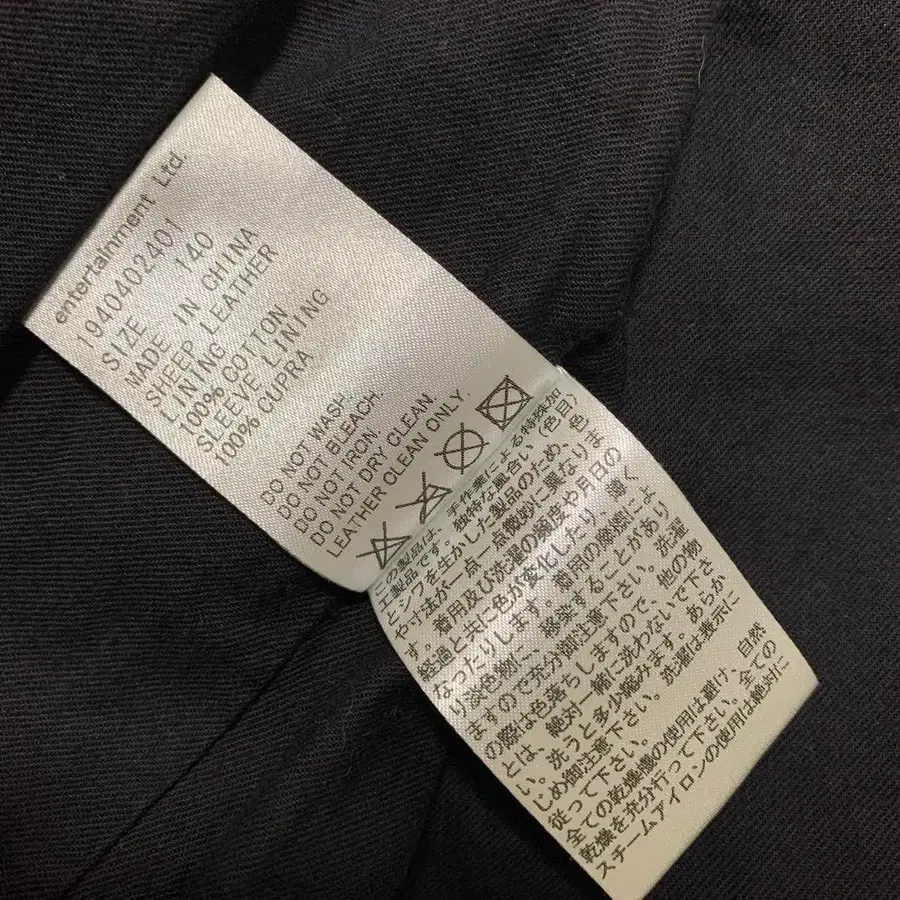 entertainment Ltd.
1940402401
SIZE 140
MADE IN CHINA
SHEEP LEATHER
LINING
100% COTTON
SLEEVE LINING
100% CUPRA
DO NOT WASH.
DO NOT BLEACH.
DO NOT IRON.
DO NOT DRY CLEAN.
LEATHER CLEAN ONLY.
この製品は、手作業による特殊加
工製品です。独特な風合い（色目）
とシワを生かした製品のため、色
や寸法が一点一点微妙に異なりま
す。着用及び洗濯の頻度や月日の
経過と共に色が変化したり、薄く
なったりします。着用の摩擦によ
り淡色物に、移染することがあり
ますので充分御注意下さい。洗濯
の際は色落ちしますので、他の物
とは、絶対一緒に洗わないで下さ
い。洗うと多少縮みます。あらか
じめ御注意下さい。洗濯は表示に
従って下さい。
全ての乾燥機の使用は避け、自然
乾燥を充分行って下さい。全ての
スチームアイロンの使用は絶対に